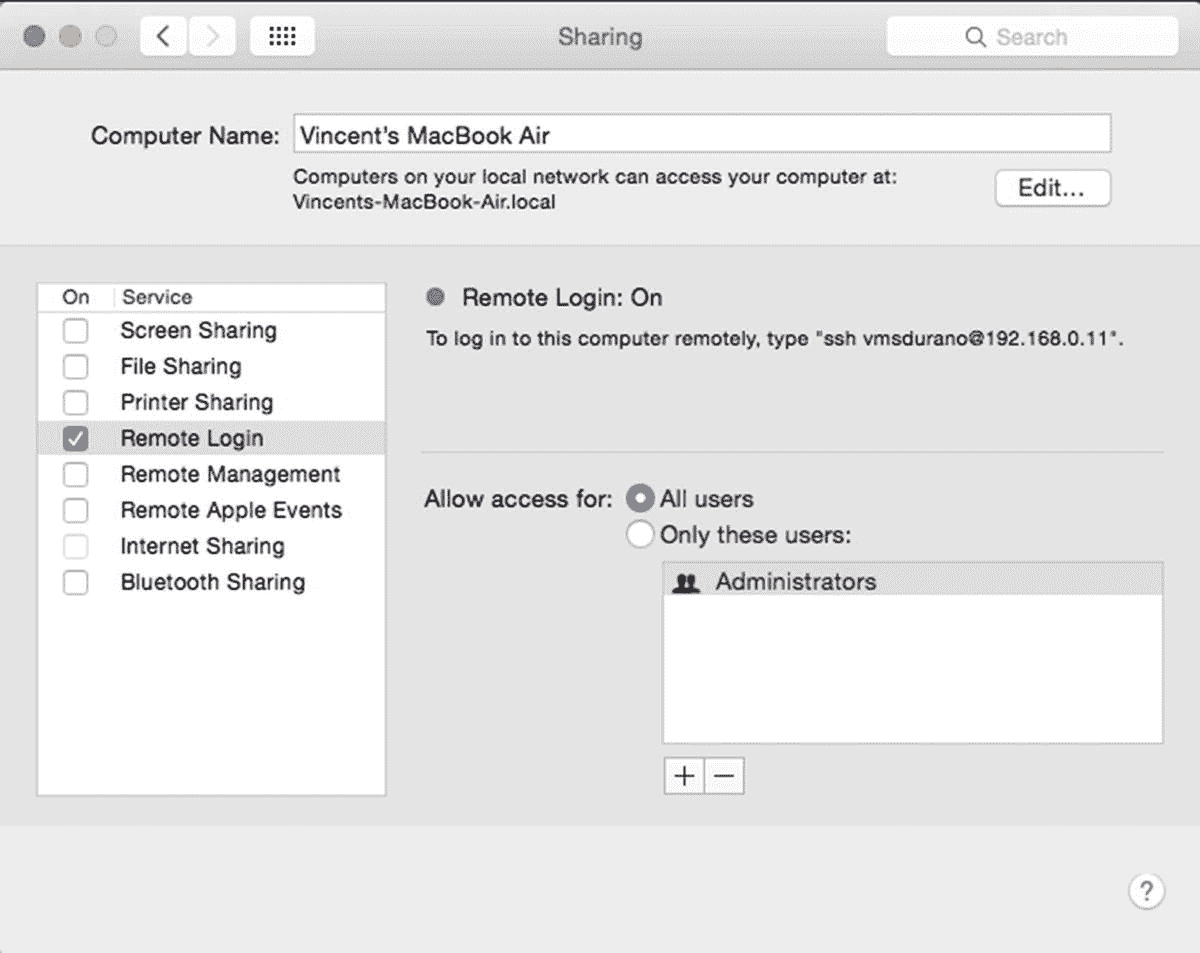 Sharing
Search
Computer Name: Vincent's MacBook Air
Computers on your local network can access your computer at:
Vincents-MacBook-Air.local
Edit...
On Service
Screen Sharing
File Sharing
Printer Sharing
Remote Login
Remote Management
Remote Apple Events
Internet Sharing
Bluetooth Sharing
Remote Login: On
To log in to this computer remotely, type "ssh vmsdurano@192.168.0.11".
Allow access for: All users
Only these users:
Administrators
+ −
?